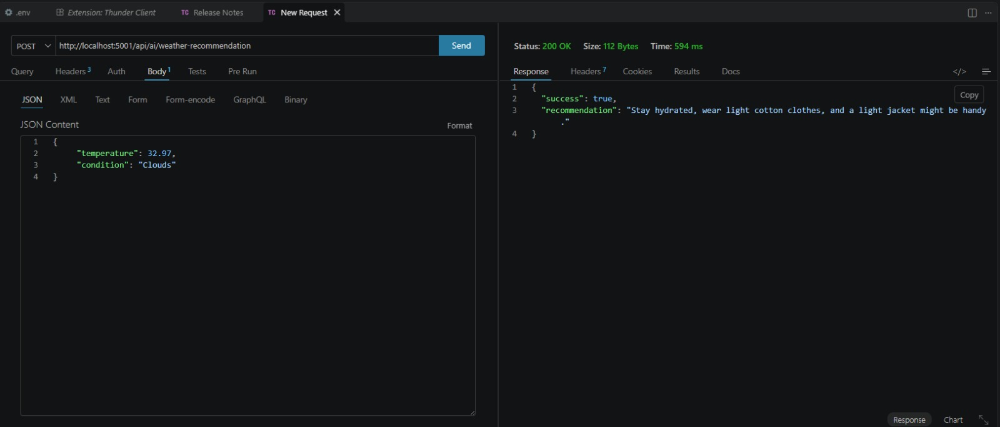 .env
Extension: Thunder Client
TC Release Notes
TC New Request
POST
http://localhost:5001/api/ai/weather-recommendation
Send
Query
Headers 3
Auth
Body 1
Tests
Pre Run
JSON
XML
Text
Form
Form-encode
GraphQL
Binary
JSON Content
Format
1 {
2 "temperature": 32.97,
3 "condition": "Clouds"
4 }
Status: 200 OK Size: 112 Bytes Time: 594 ms
Response
Headers 7
Cookies
Results
Docs
</>
Copy
1 {
2 "success": true,
3 "recommendation": "Stay hydrated, wear light cotton clothes, and a light jacket might be handy
."
4 }
Response
Chart